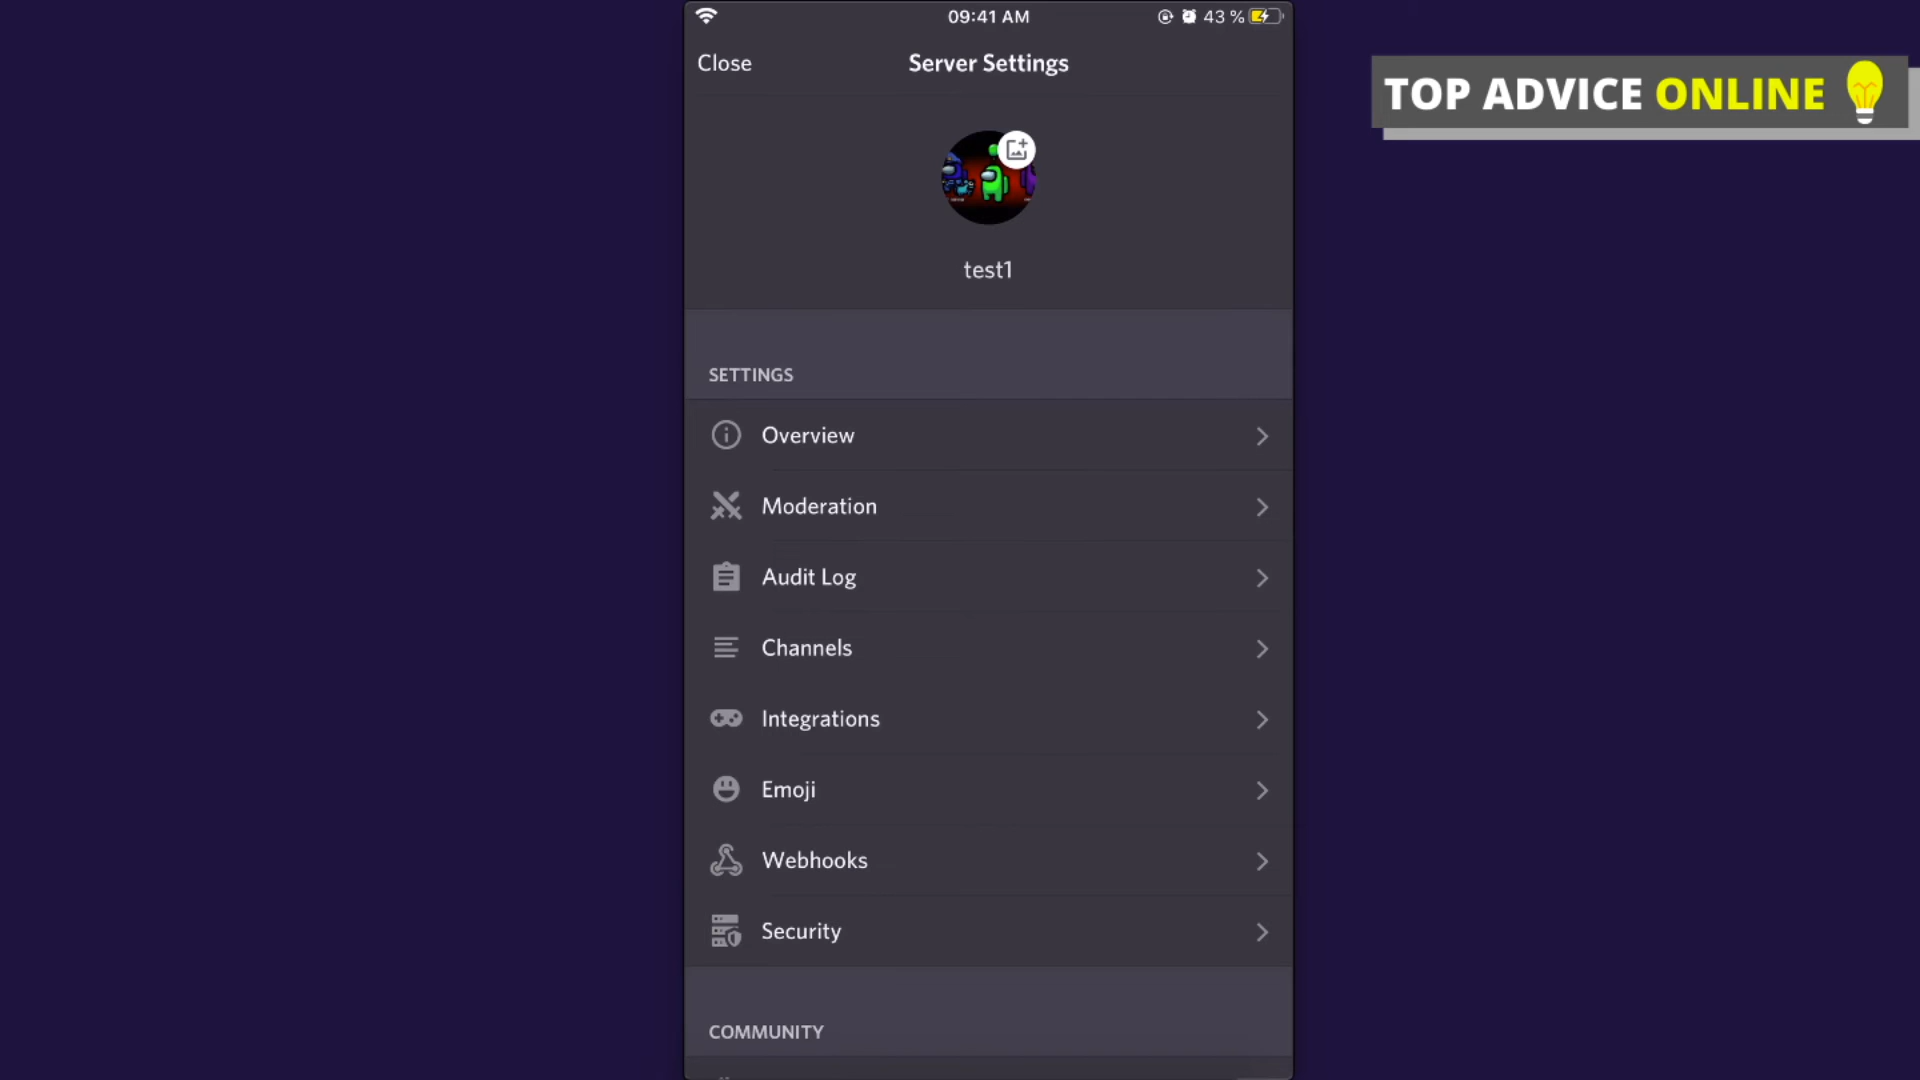 09:41 AM
43 %
Close
Server Settings
TOP ADVICE ONLINE
test1
SETTINGS
Overview
Moderation
Audit Log
Channels
Integrations
Emoji
Webhooks
Security
COMMUNITY